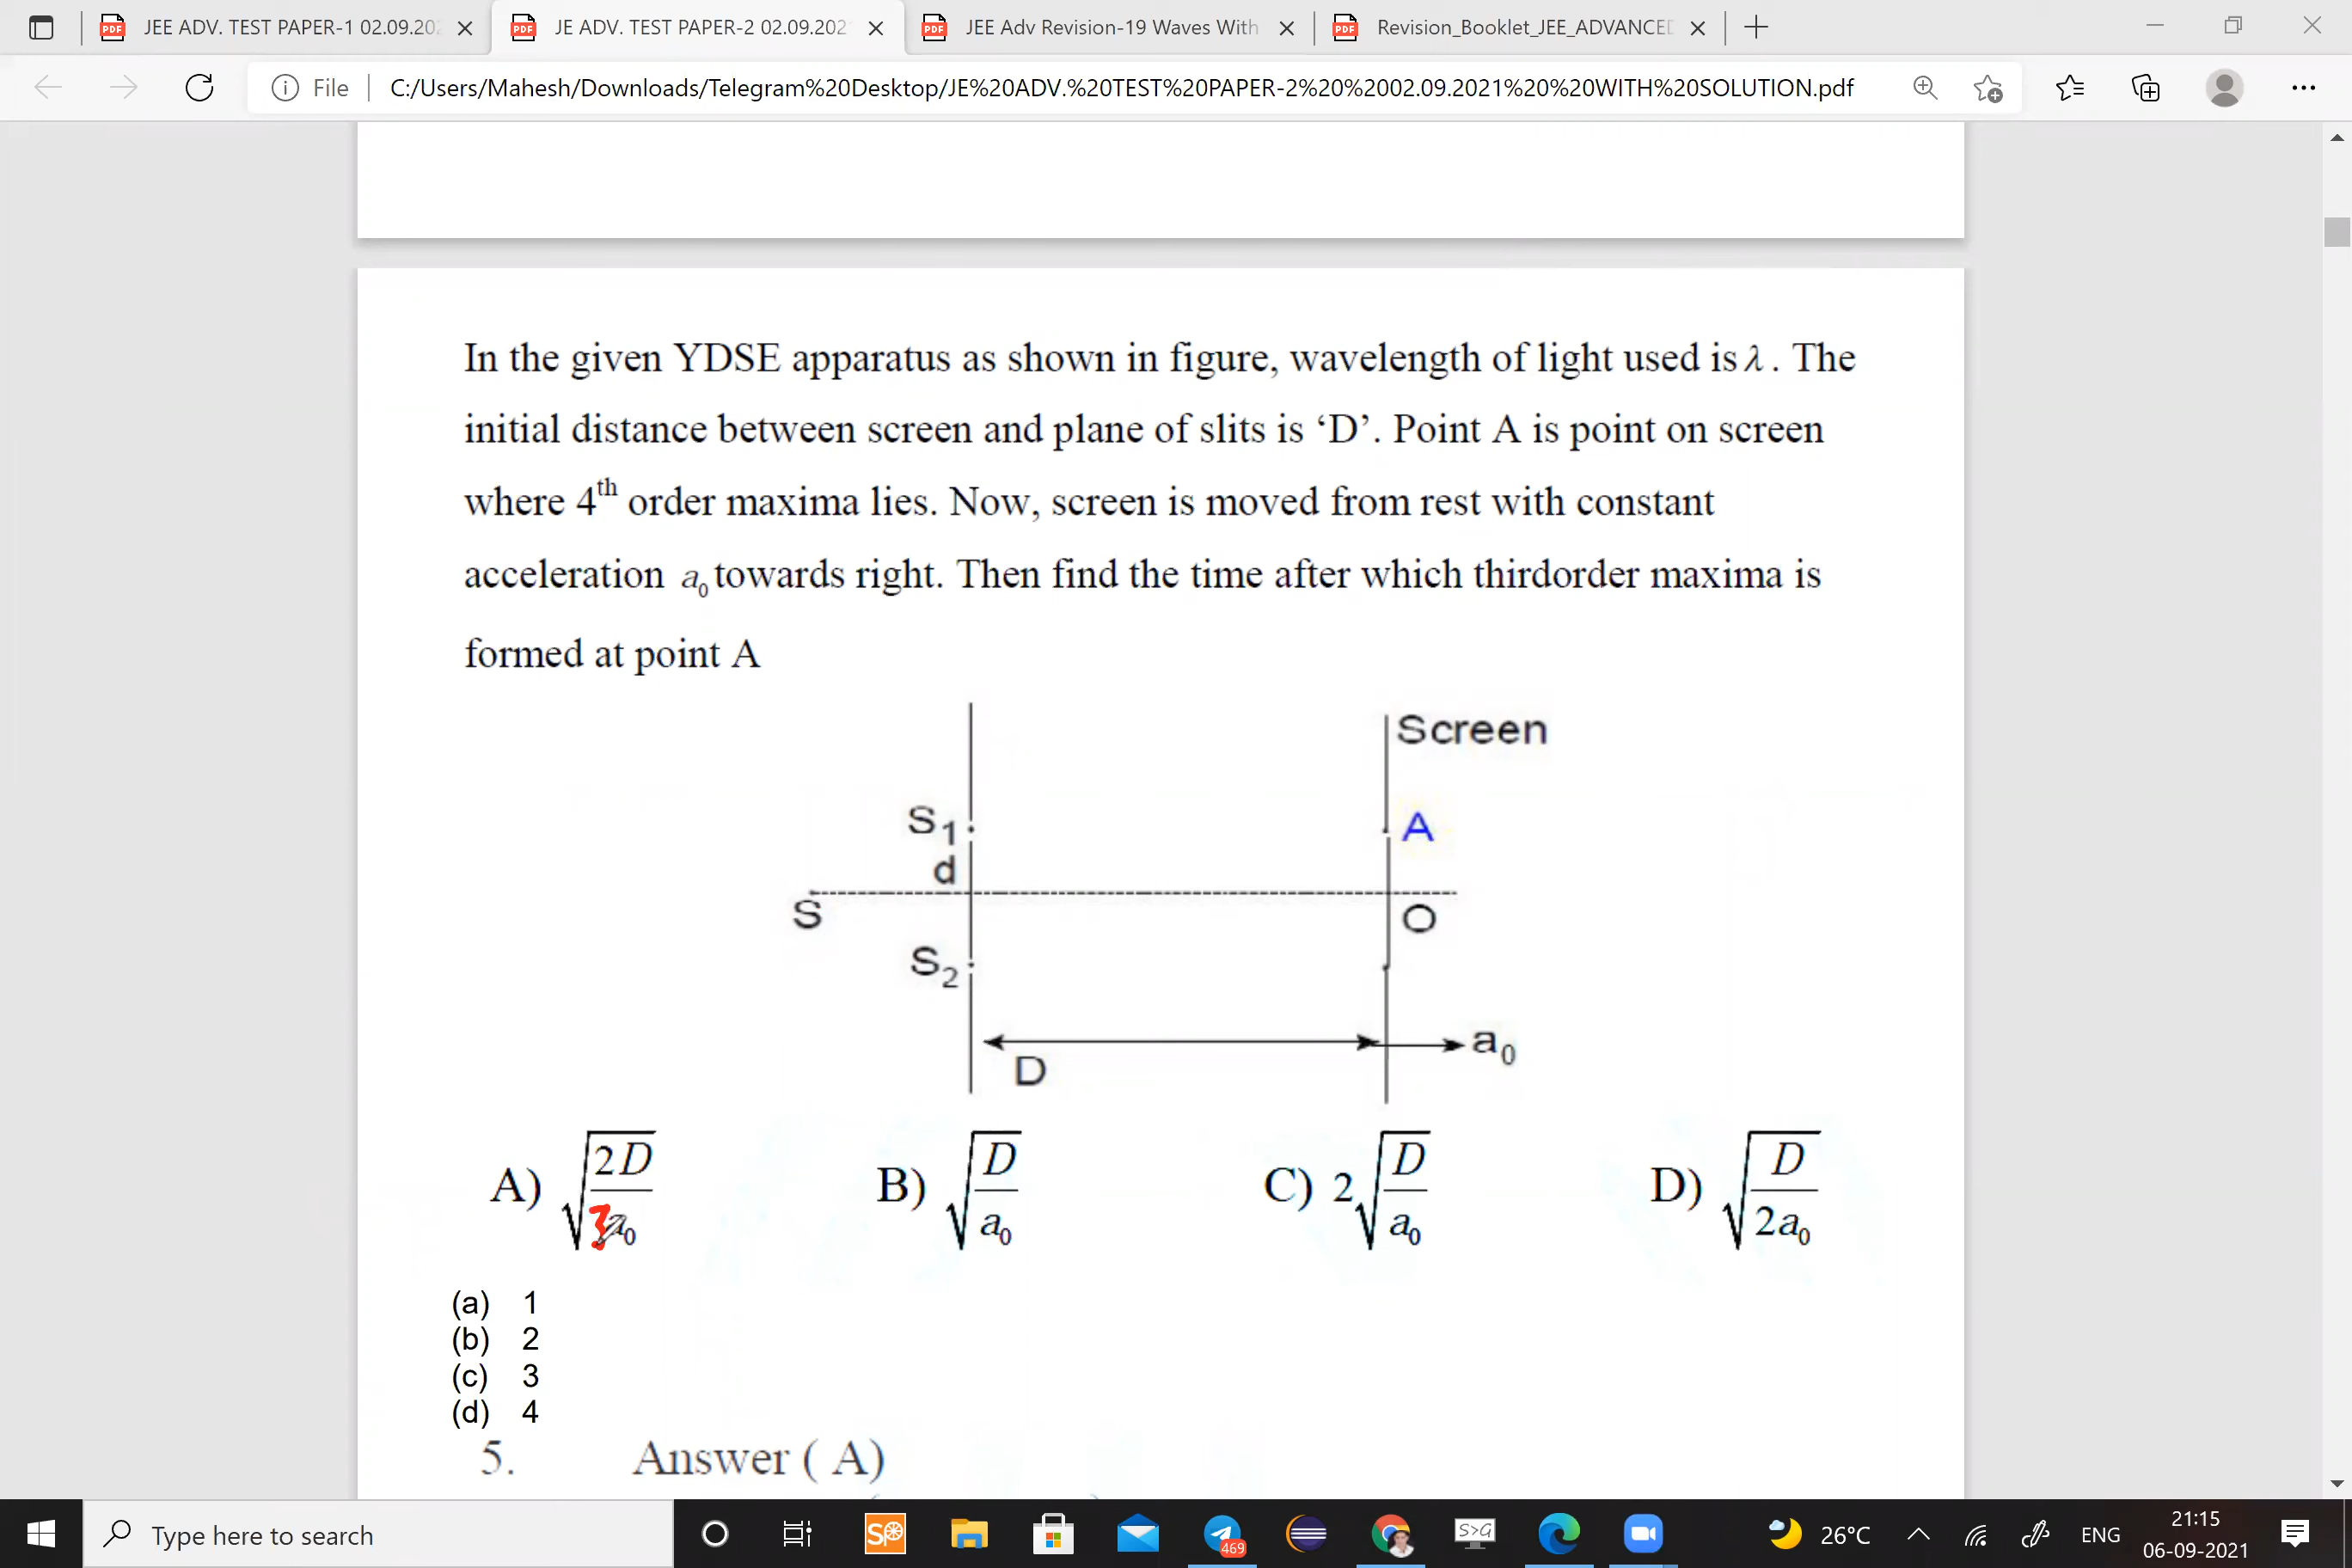 JEE ADV. TEST PAPER-1 02.09.202
JE ADV. TEST PAPER-2 02.09.202
JEE Adv Revision-19 Waves With
Revision_Booklet_JEE_ADVANCED
File
C:/Users/Mahesh/Downloads/Telegram%20Desktop/JE%20ADV.%20TEST%20PAPER-2%20%2002.09.2021%20%20WITH%20SOLUTION.pdf
In the given YDSE apparatus as shown in figure, wavelength of light used is λ. The
initial distance between screen and plane of slits is ‘D’. Point A is point on screen
where 4th order maxima lies. Now, screen is moved from rest with constant
acceleration a₀ towards right. Then find the time after which thirdorder maxima is
formed at point A
Screen
S₁
A
d
S
O
S₂
a₀
D
A) √(2D/3a₀) B) √(D/a₀) C) 2√(D/a₀) D) √(D/2a₀)
(a) 1
(b) 2
(c) 3
(d) 4
5. Answer ( A)
Type here to search
SP
469
S>G
26°C
ENG
21:15
06-09-2021